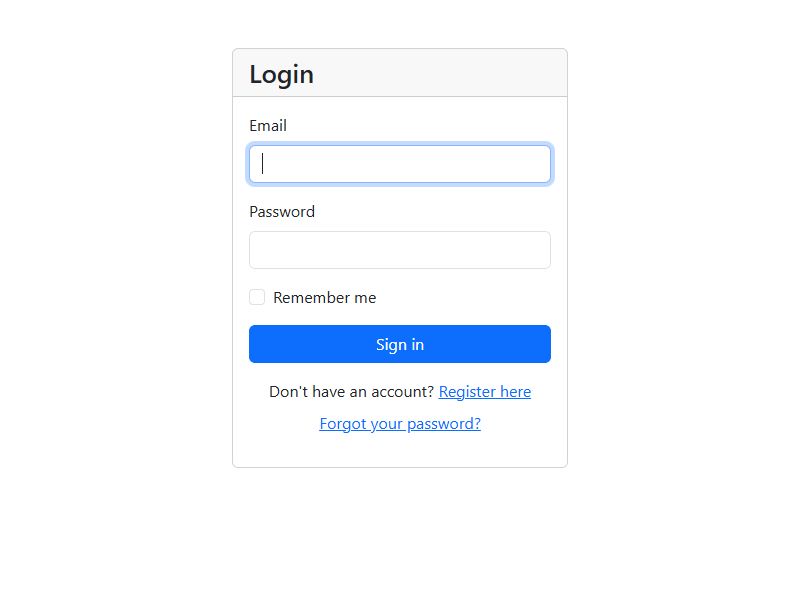 Login
Email
Password
Remember me
Sign in
Don't have an account? Register here
Forgot your password?